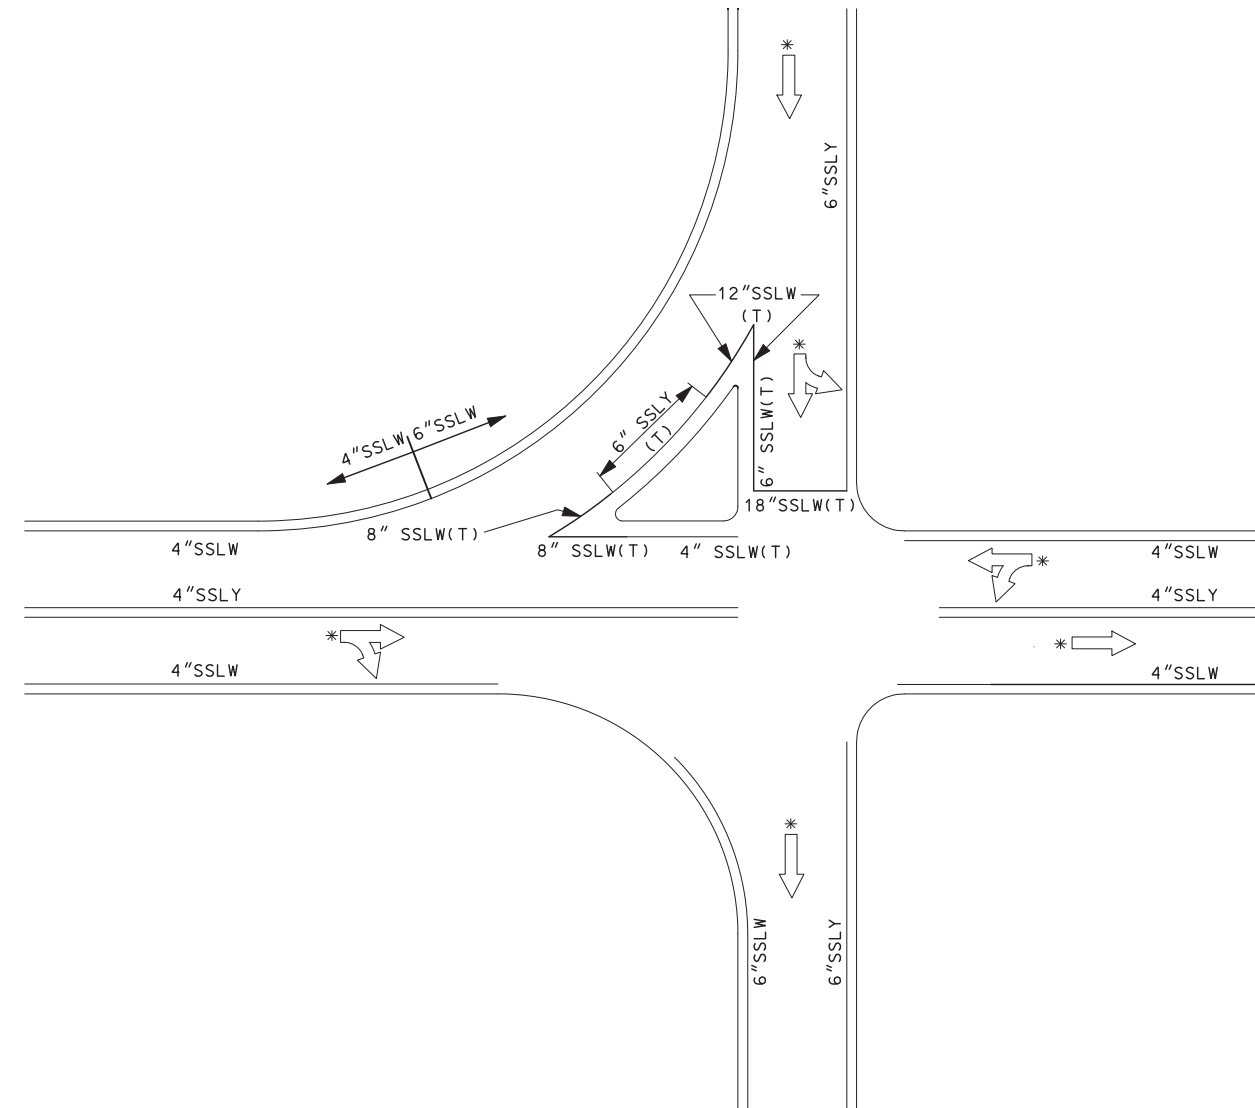 *
6"SSLY
12"SSLW
(T)
*
6" SSLW(T)
6" SSLY
(T)
4"SSLW
6"SSLW
18"SSLW(T)
8" SSLW(T)
8" SSLW(T)
4" SSLW(T)
4"SSLW
4"SSLW
*
4"SSLY
4"SSLY
*
*
4"SSLW
4"SSLW
*
6"SSLW
6"SSLY